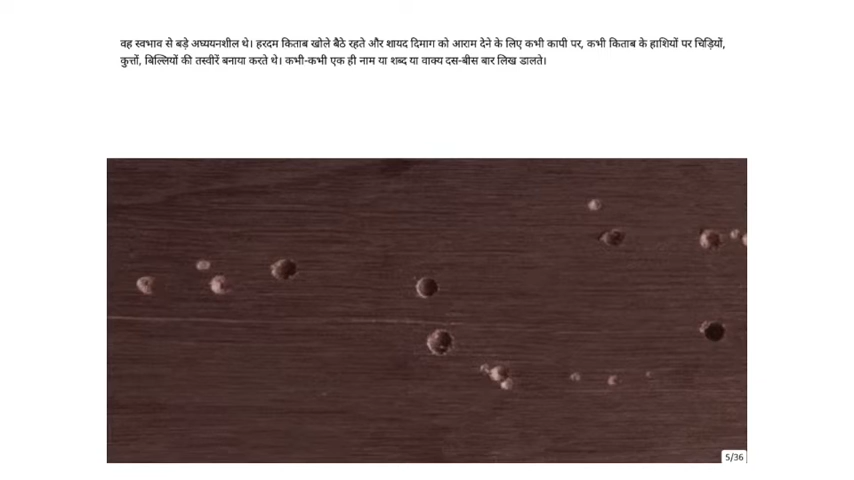 वह स्वभाव से बड़े अध्ययनशील थे। हरदम किताब खोले बैठे रहते और शायद दिमाग को आराम देने के लिए कभी कापी पर, कभी किताब के हाशियों पर चिड़ियों,
कुत्तों, बिल्लियों की तस्वीरें बनाया करते थे। कभी-कभी एक ही नाम या शब्द या वाक्य दस-बीस बार लिख डालते।
5/36